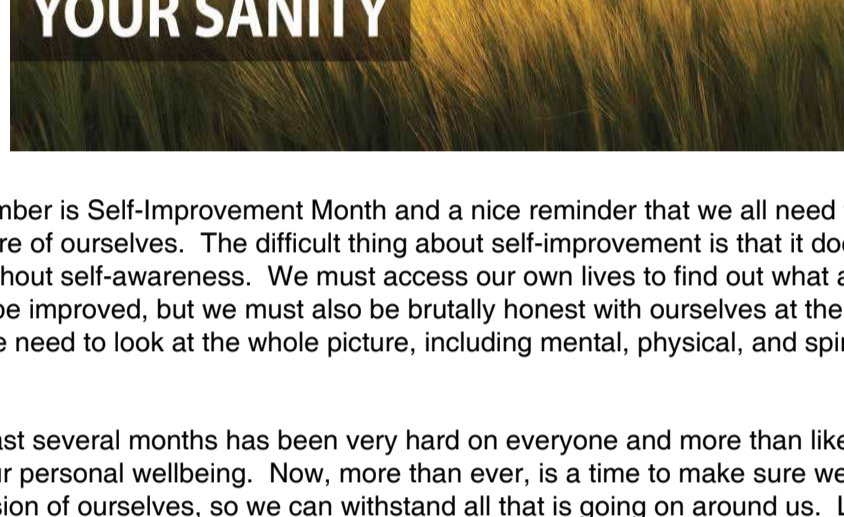 YOUR SANITY
mber is Self-Improvement Month and a nice reminder that we all need
re of ourselves.  The difficult thing about self-improvement is that it doe
hout self-awareness.  We must access our own lives to find out what a
be improved, but we must also be brutally honest with ourselves at the
e need to look at the whole picture, including mental, physical, and spir
ast several months has been very hard on everyone and more than like
ur personal wellbeing.  Now, more than ever, is a time to make sure we
sion of ourselves, so we can withstand all that is going on around us.  L